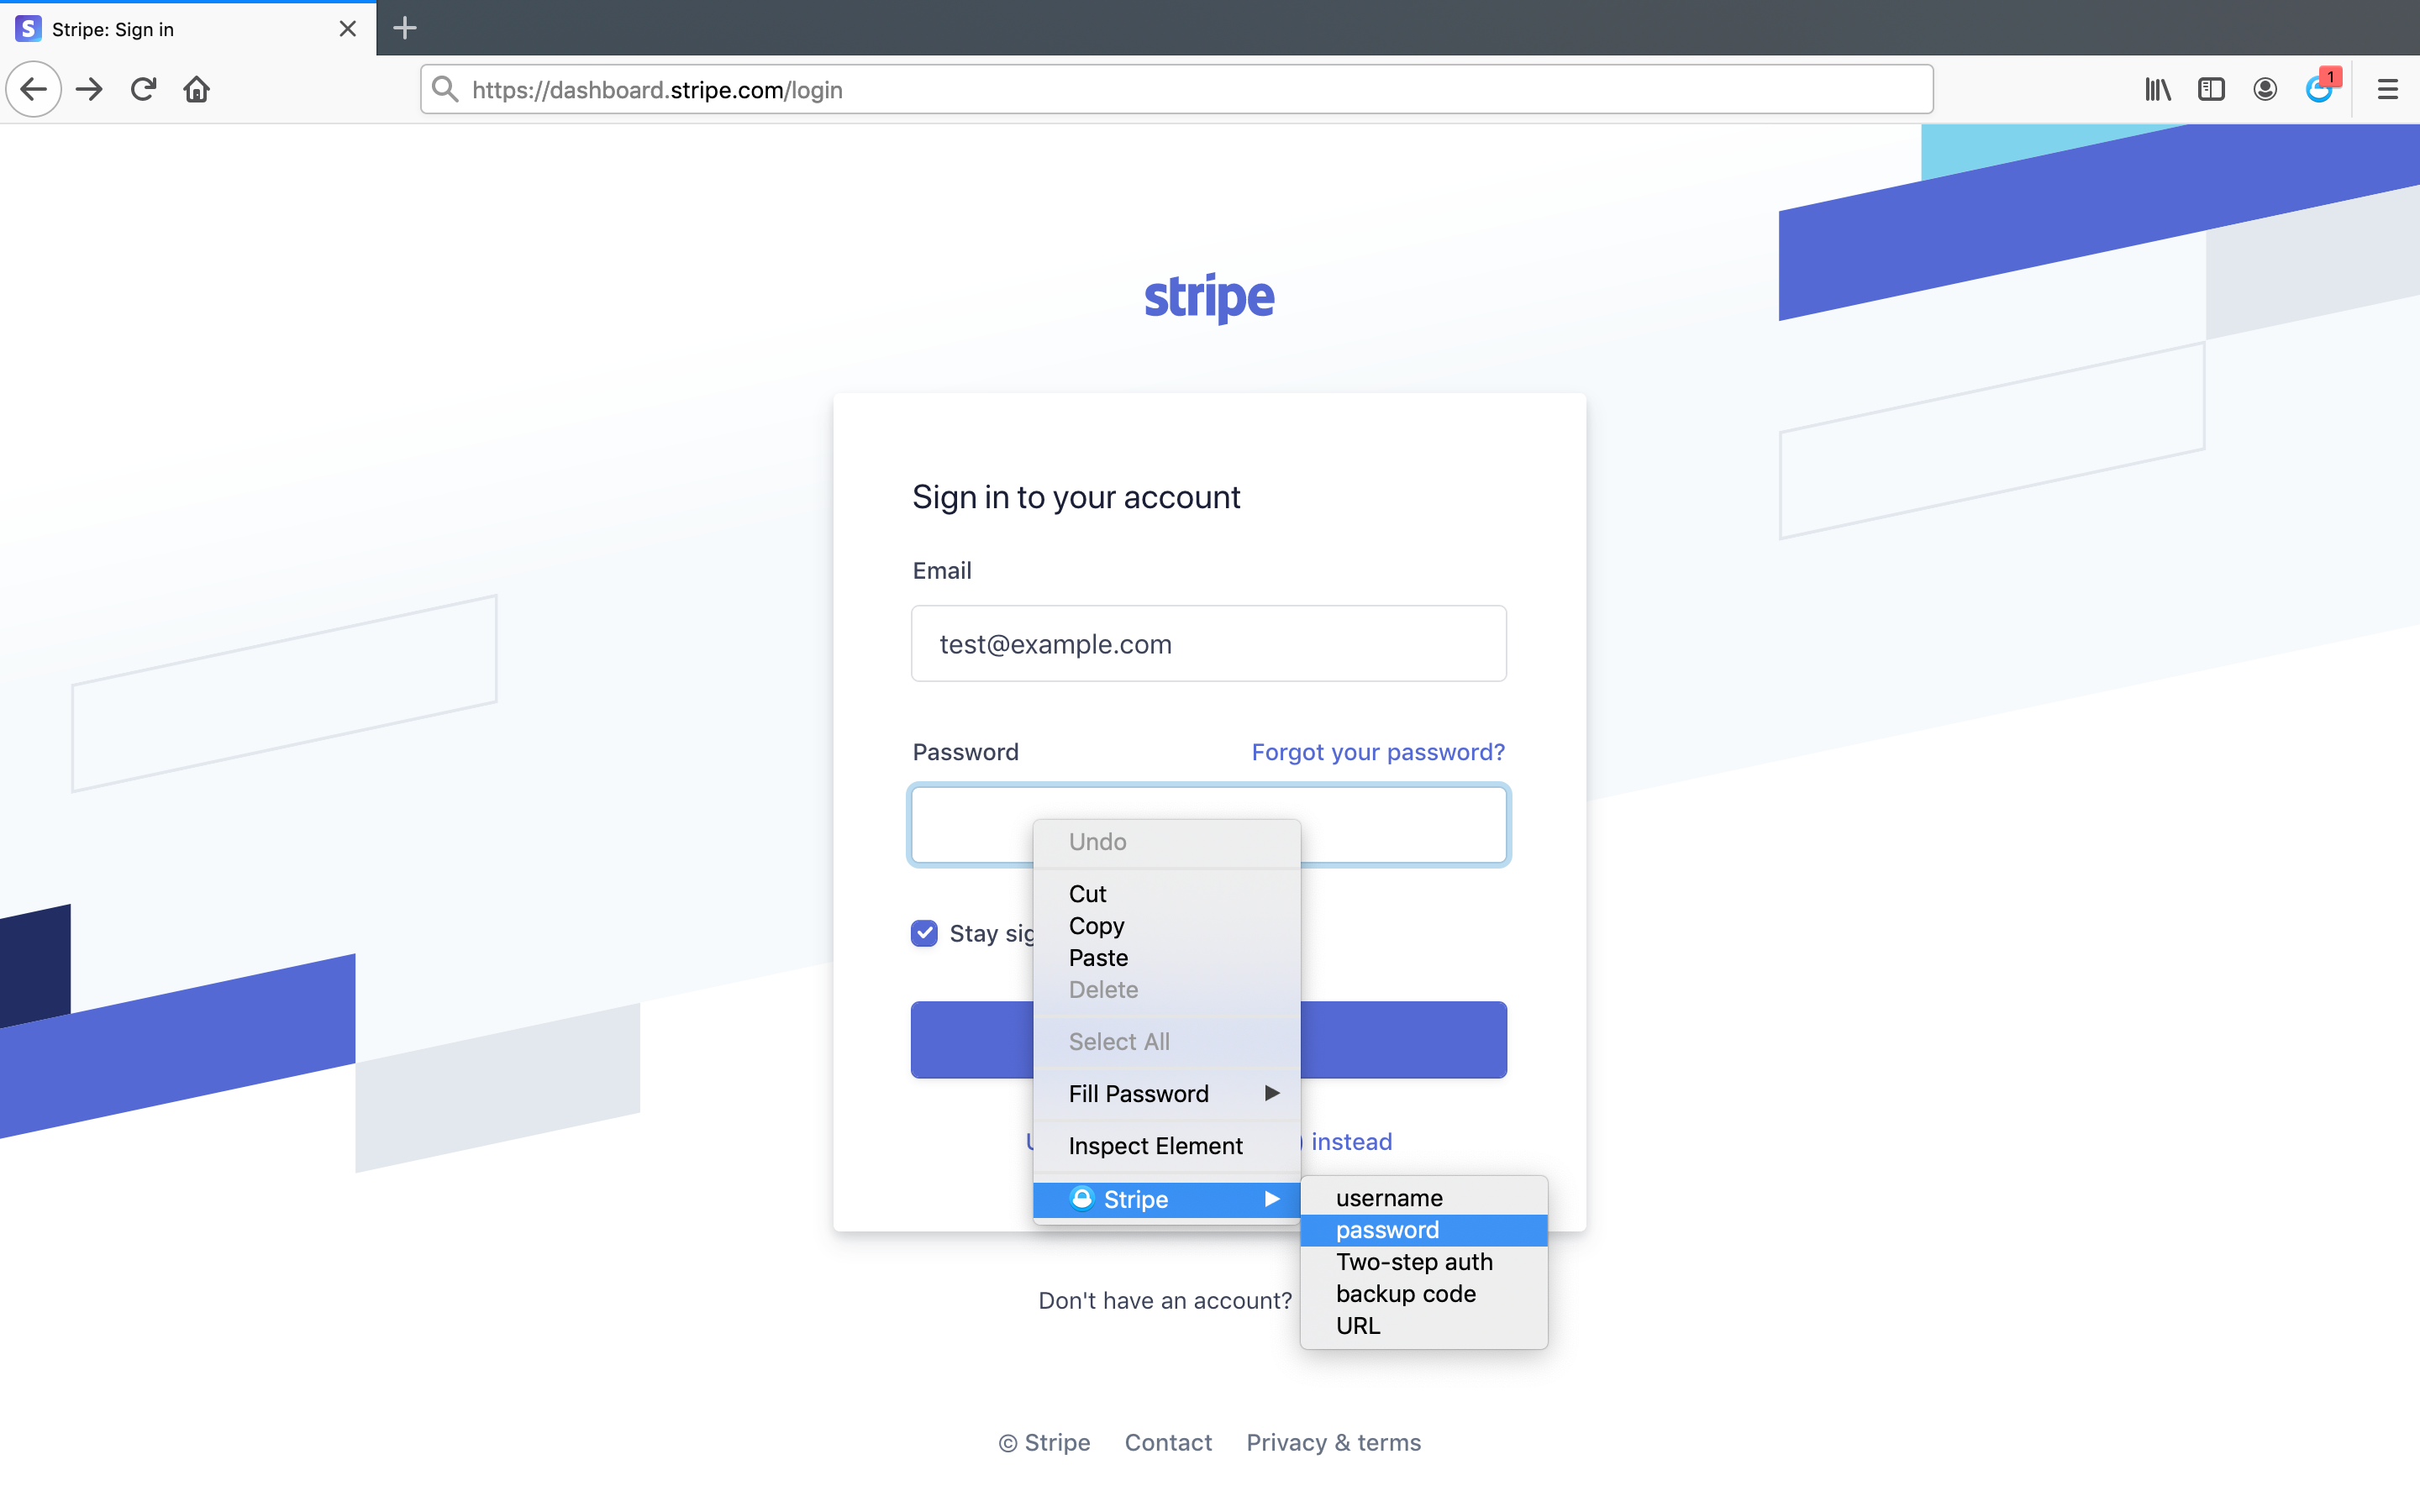 Stripe: Sign in
https://dashboard.stripe.com/login
1
stripe
Sign in to your account
Email
test@example.com
Password
Forgot your password?
Undo
Cut
Copy
Stay sig
Paste
Delete
Select All
Fill Password
instead
Inspect Element
Stripe
username
password
Two-step auth
backup code
URL
Don't have an account?
© Stripe Contact Privacy & terms